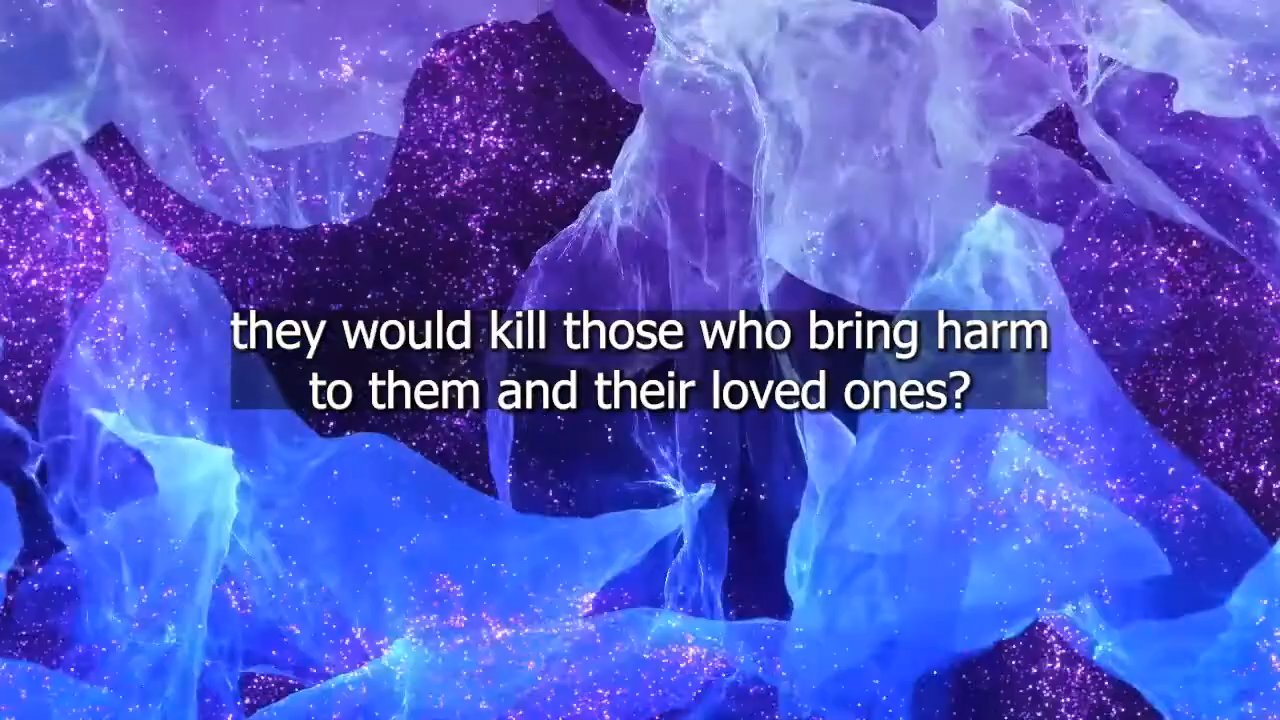 they would kill those who bring harm
to them and their loved ones?